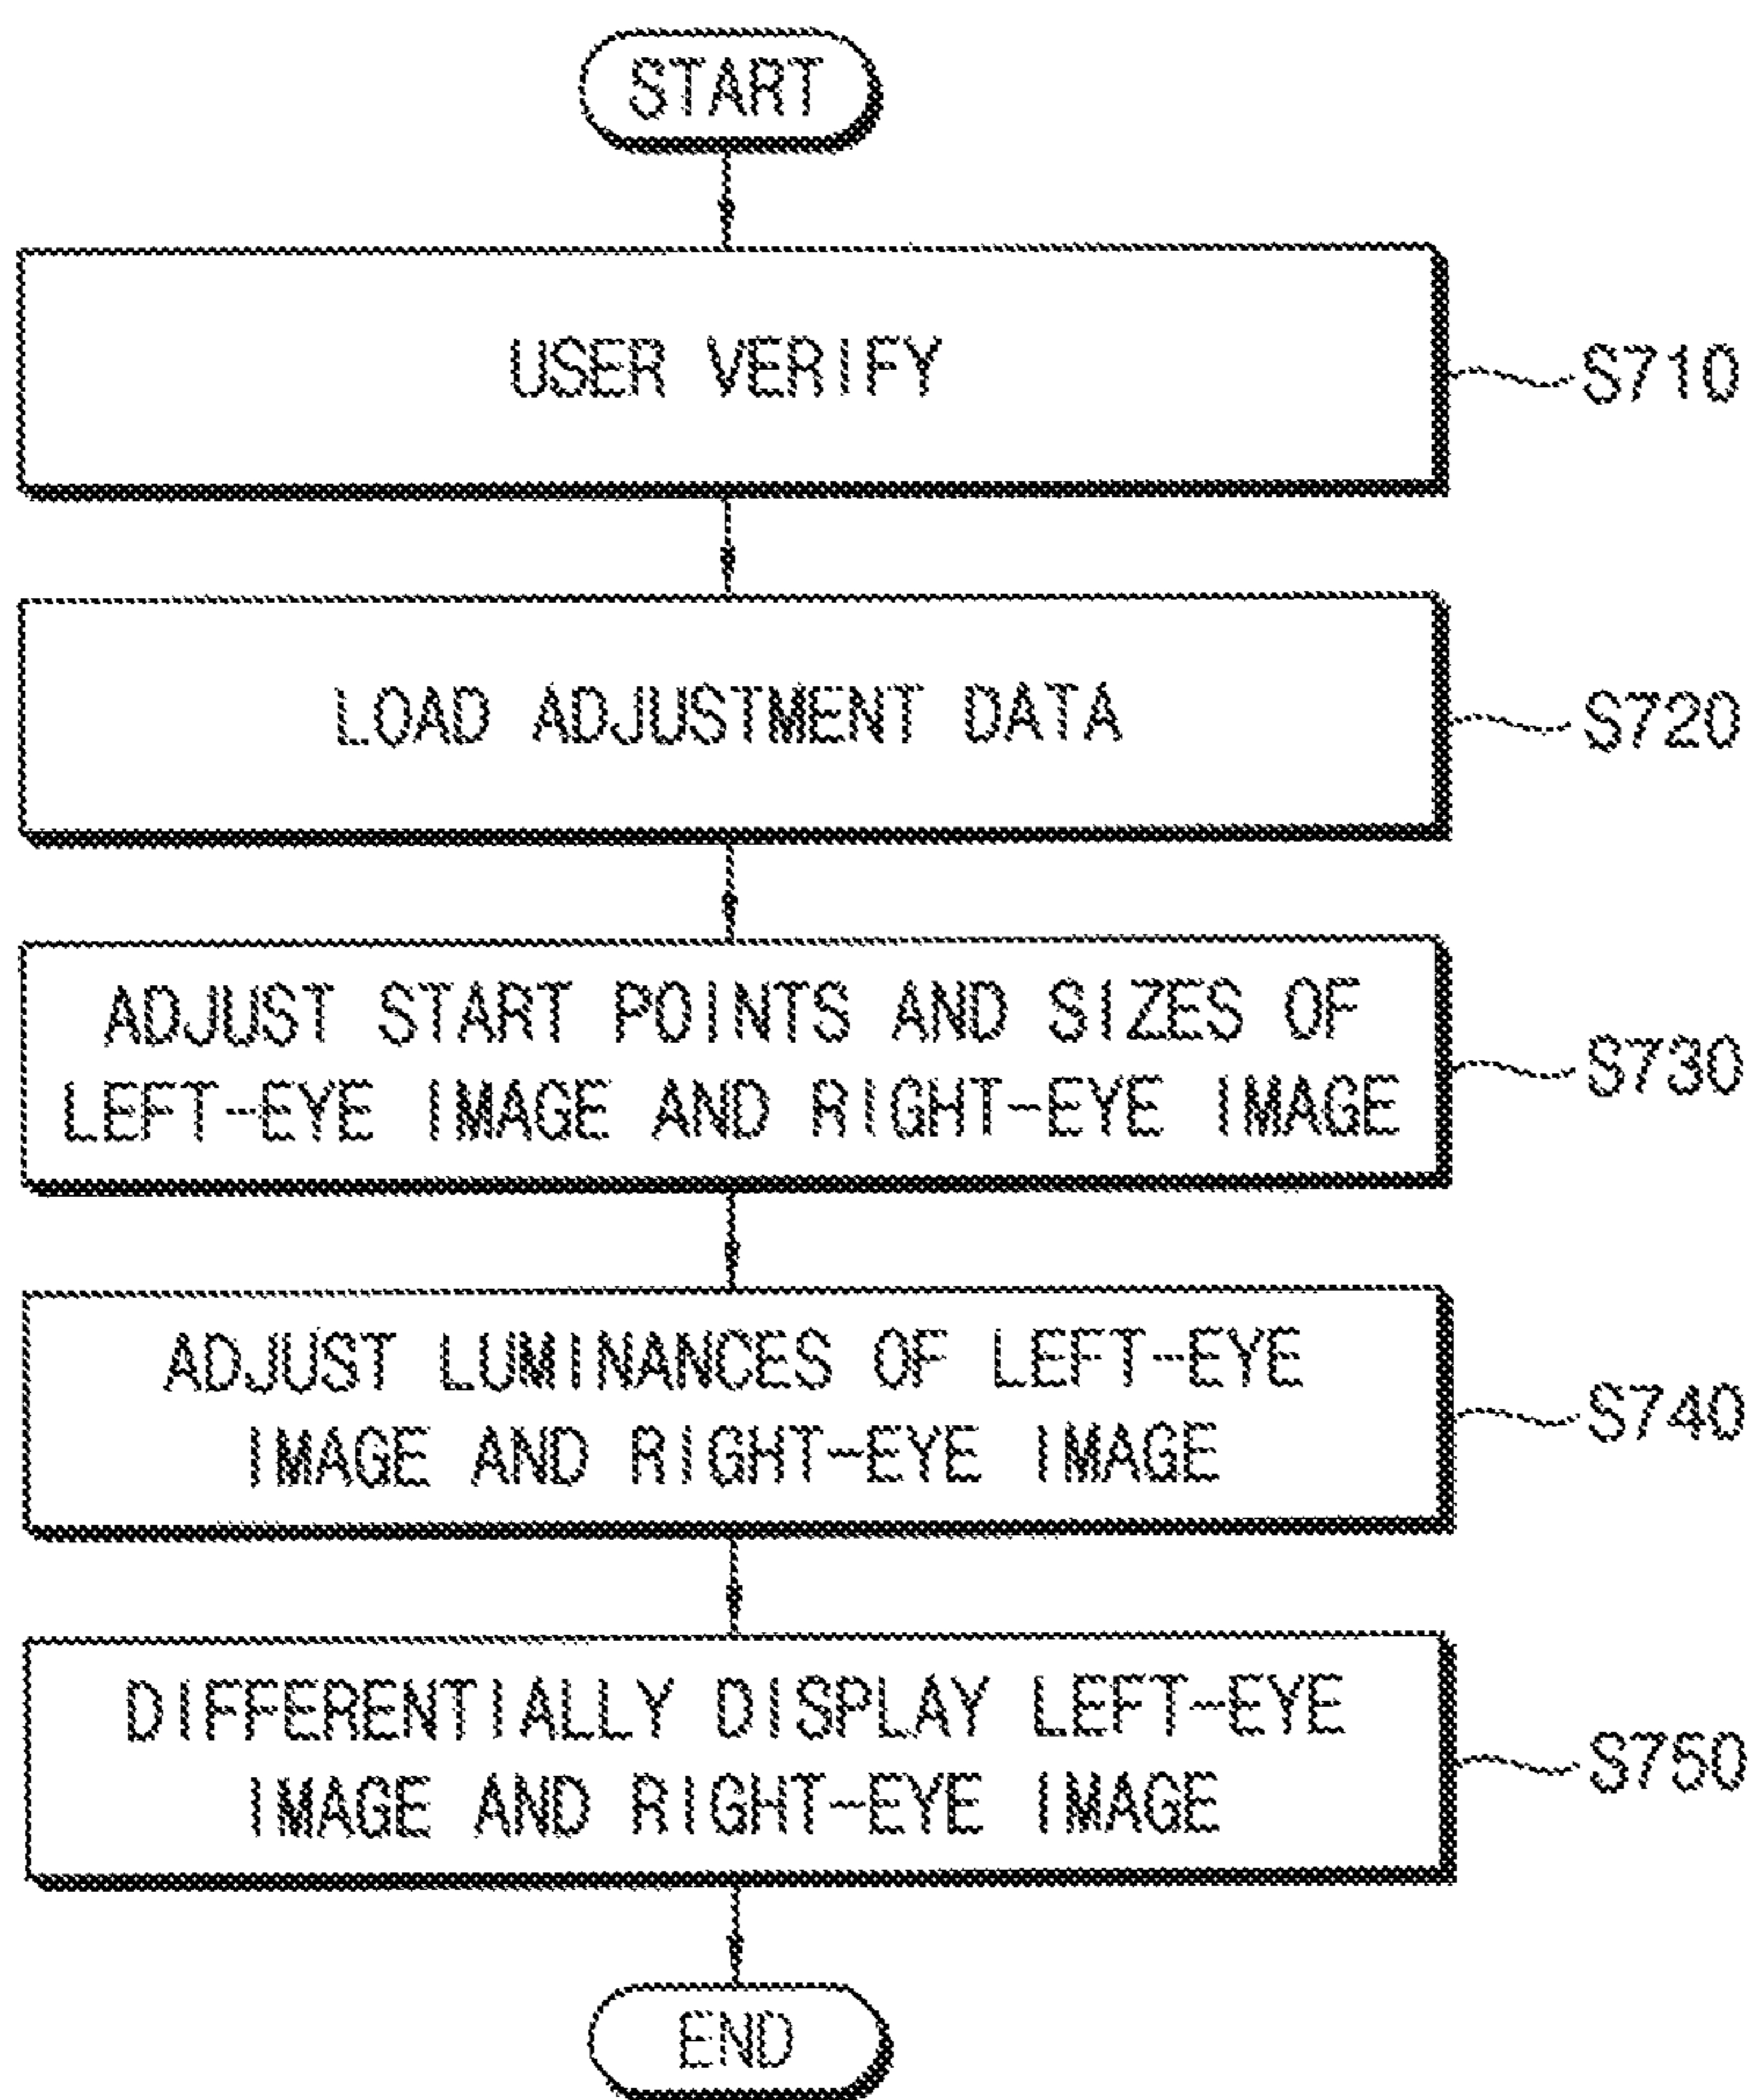 START
USER VERIFY
S710
LOAD ADJUSTMENT DATA
S720
ADJUST START POINTS AND SIZES OF
LEFT-EYE IMAGE AND RIGHT-EYE IMAGE
S730
ADJUST LUMINANCES OF LEFT-EYE
IMAGE AND RIGHT-EYE IMAGE
S740
DIFFERENTIALLY DISPLAY LEFT-EYE
IMAGE AND RIGHT-EYE IMAGE
S750
END